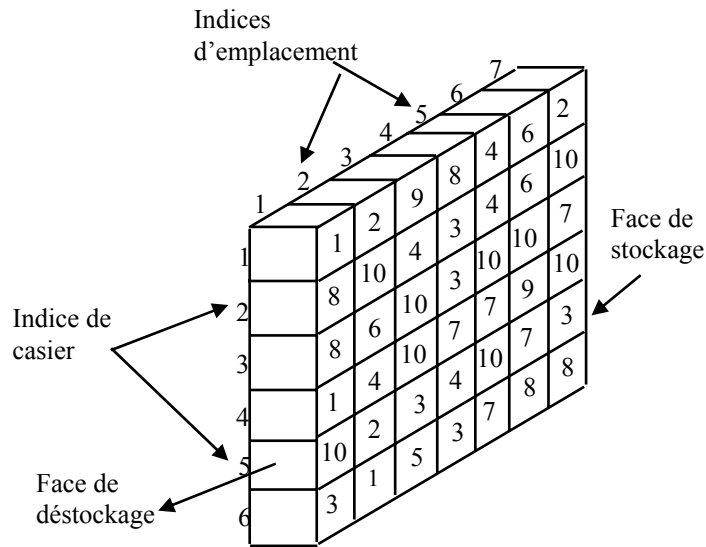 Indices
d’emplacement
1 2 3 4 5 6 7
1 1 2 9 8 4 6 2
2 8 10 4 3 4 6 10
3 8 6 10 3 10 10 7
4 1 4 10 7 7 9 10
5 10 2 3 4 10 7 3
6 3 1 5 3 7 8 8
Face de
stockage
Indice de
casier
Face de
déstockage